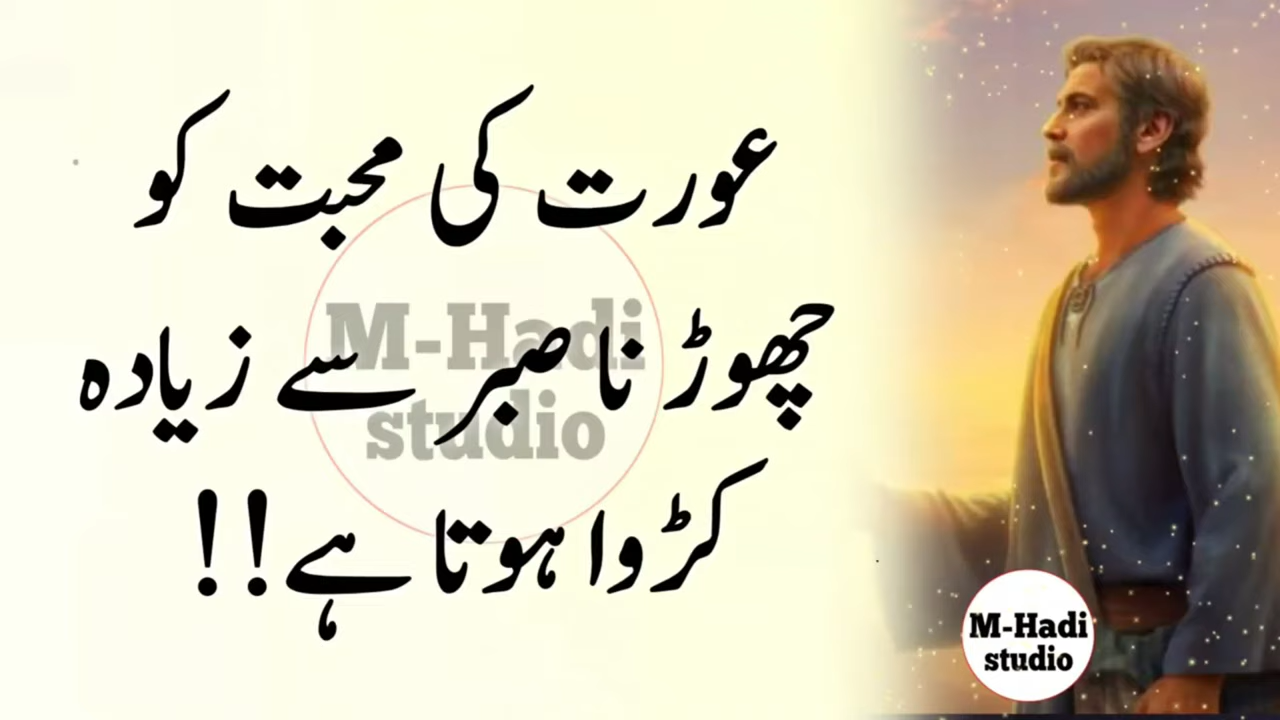 عورت کی محبت کو
چھوڑنا صبر سے زیادہ
کڑوا ہوتا ہے!!
M-Hadi
studio
M-Hadi
studio